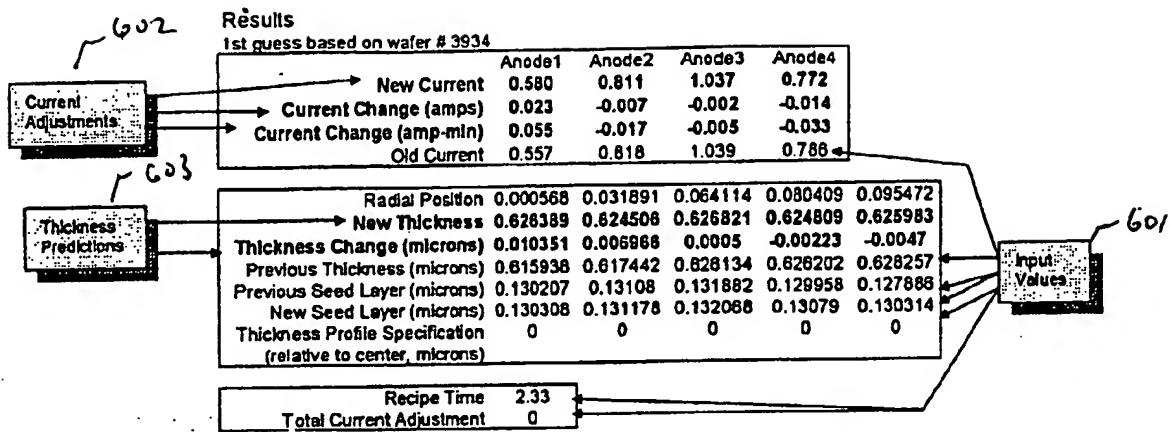 602
Results
1st guess based on wafer # 3934
Anode1 Anode2 Anode3 Anode4
New Current 0.580 0.811 1.037 0.772
Current Change (amps) 0.023 -0.007 -0.002 -0.014
Current Change (amp-min) 0.055 -0.017 -0.005 -0.033
Old Current 0.557 0.818 1.039 0.786
Current
Adjustments
603
Radial Position 0.000568 0.031891 0.064114 0.080409 0.095472
New Thickness 0.626389 0.624506 0.626821 0.624809 0.625983
Thickness Change (microns) 0.010351 0.006966 0.0005 -0.00223 -0.0047
Previous Thickness (microns) 0.615938 0.617442 0.626134 0.626202 0.628257
Previous Seed Layer (microns) 0.130207 0.13108 0.131882 0.129958 0.127886
New Seed Layer (microns) 0.130308 0.131178 0.132068 0.13079 0.130314
Thickness Profile Specification 0 0 0 0 0
(relative to center, microns)
Thickness
Predictions
601
Input
Values
Recipe Time 2.33
Total Current Adjustment 0